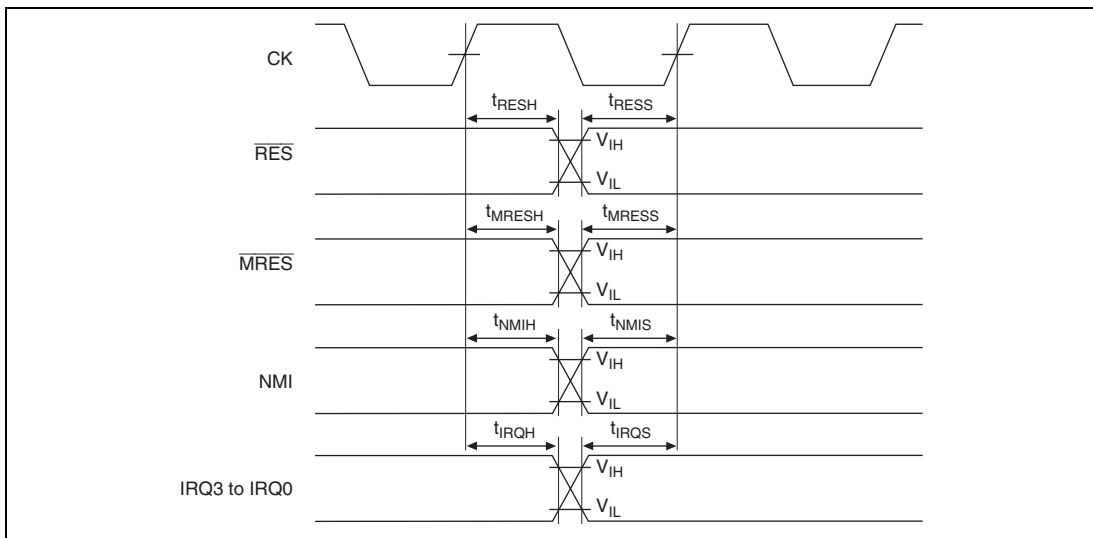 CK
tRESH tRESS
RES
VIH
VIL
tMRESH tMRESS
MRES
VIH
VIL
tNMIH tNMIS
NMI
VIH
VIL
tIRQH tIRQS
IRQ3 to IRQ0
VIH
VIL